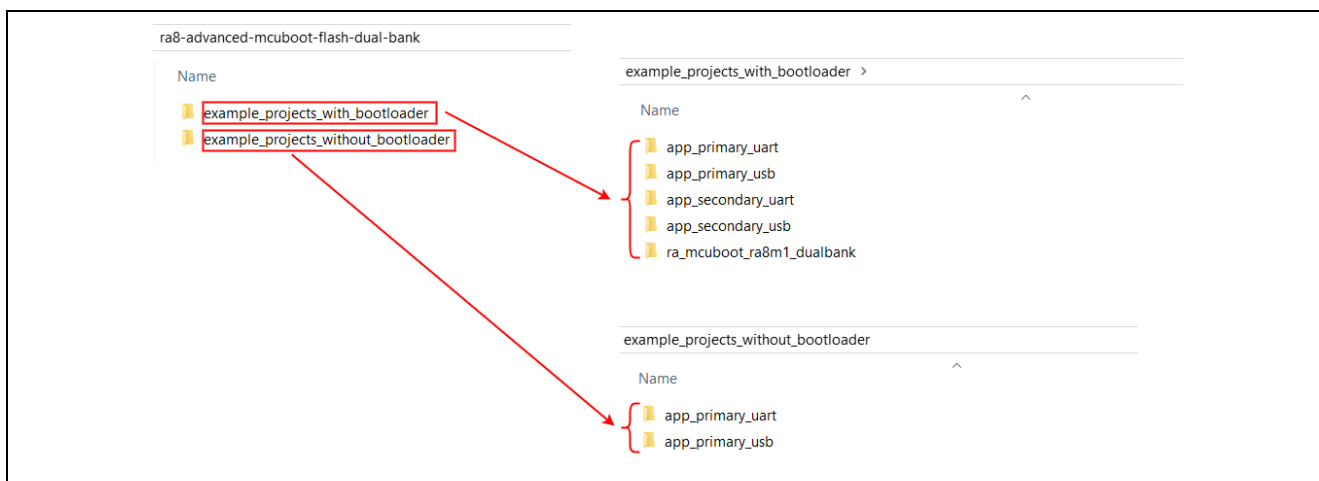 ra8-advanced-mcuboot-flash-dual-bank
Name
example_projects_with_bootloader
example_projects_without_bootloader
example_projects_with_bootloader >
Name
app_primary_uart
app_primary_usb
app_secondary_uart
app_secondary_usb
ra_mcuboot_ra8m1_dualbank
example_projects_without_bootloader
Name
app_primary_uart
app_primary_usb